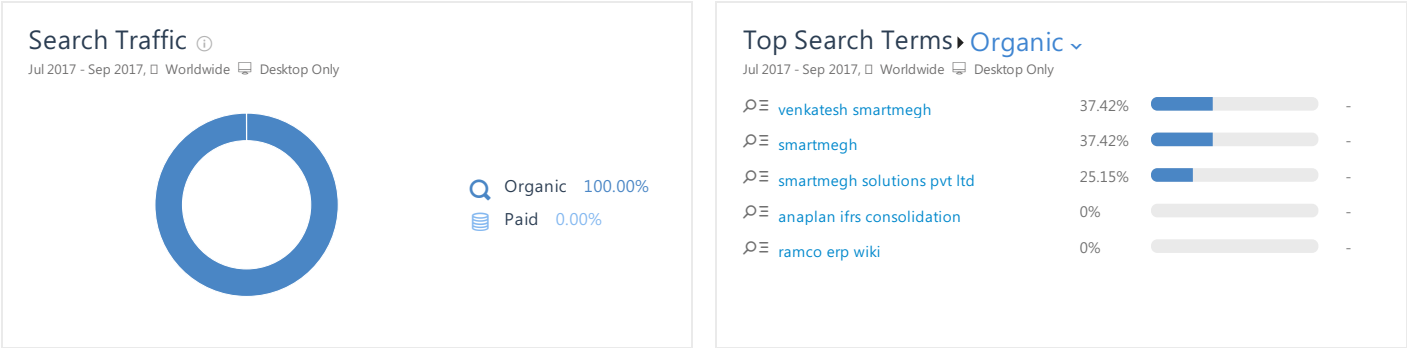 Search Traffic
Jul 2017 - Sep 2017, Worldwide Desktop Only
Organic 100.00%
Paid 0.00%
Top Search Terms Organic
Jul 2017 - Sep 2017, Worldwide Desktop Only
venkatesh smartmegh 37.42% -
smartmegh 37.42% -
smartmegh solutions pvt ltd 25.15% -
anaplan ifrs consolidation 0% -
ramco erp wiki 0% -